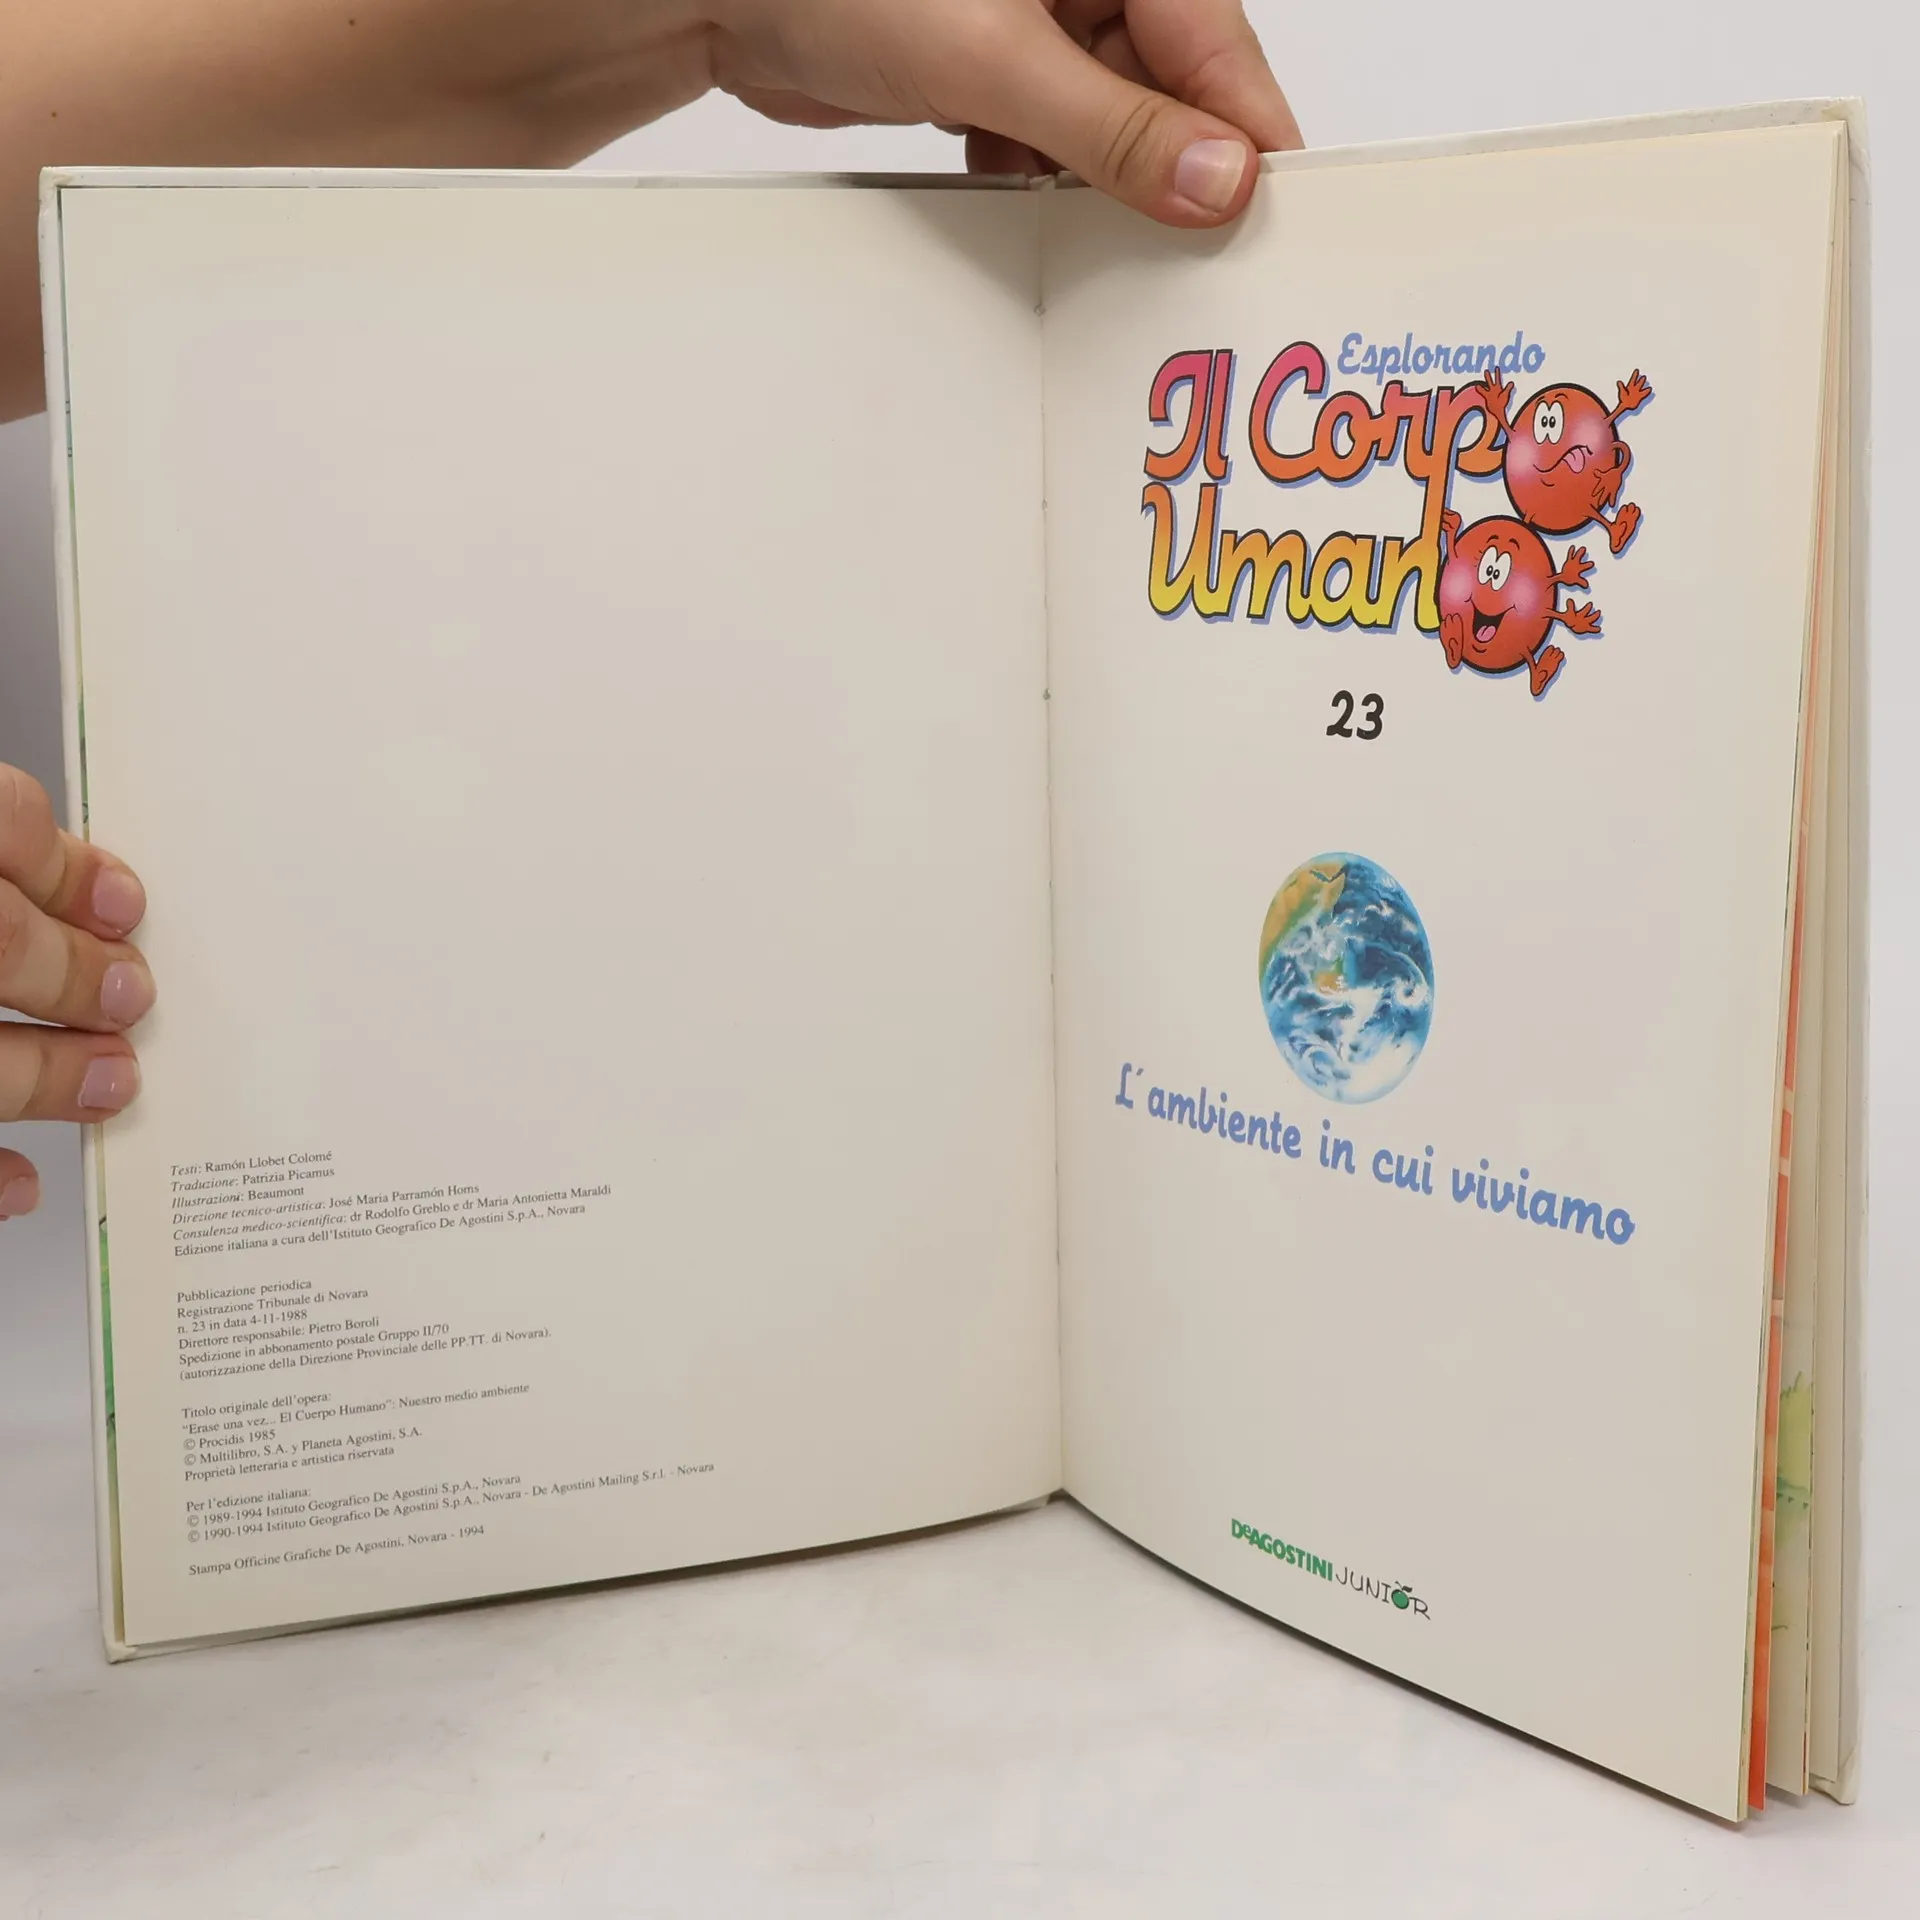 Testi: Ramón Llobet Colomé
Traduzione: Patrizia Picamus
Illustrazioni: Beaumont
Direzione tecnico-artistica: José Maria Parramón Homs
Consulenza medico-scientifica: dr Rodolfo Greblo e dr Maria Antonietta Maraldi
Edizione italiana a cura dell'Istituto Geografico De Agostini S.p.A., Novara
Pubblicazione periodica
Registrazione Tribunale di Novara
n. 23 in data 4-11-1988
Direttore responsabile: Pietro Boroli
Spedizione in abbonamento postale Gruppo II/70
(autorizzazione della Direzione Provinciale delle PP.TT. di Novara).
Titolo originale dell'opera:
"Erase una vez... El Cuerpo Humano": Nuestro medio ambiente
© Procidis 1985
© Multilibro, S.A. y Planeta Agostini, S.A.
Proprietà letteraria e artistica riservata
Per l'edizione italiana:
© 1989-1994 Istituto Geografico De Agostini S.p.A., Novara
© 1990-1994 Istituto Geografico De Agostini S.p.A., Novara - De Agostini Mailing S.r.l. - Novara
Stampa Officine Grafiche De Agostini, Novara - 1994
Esplorando
Il Corpo
Umano
23
L'ambiente in cui viviamo
DeAGOSTINI JUNIOR